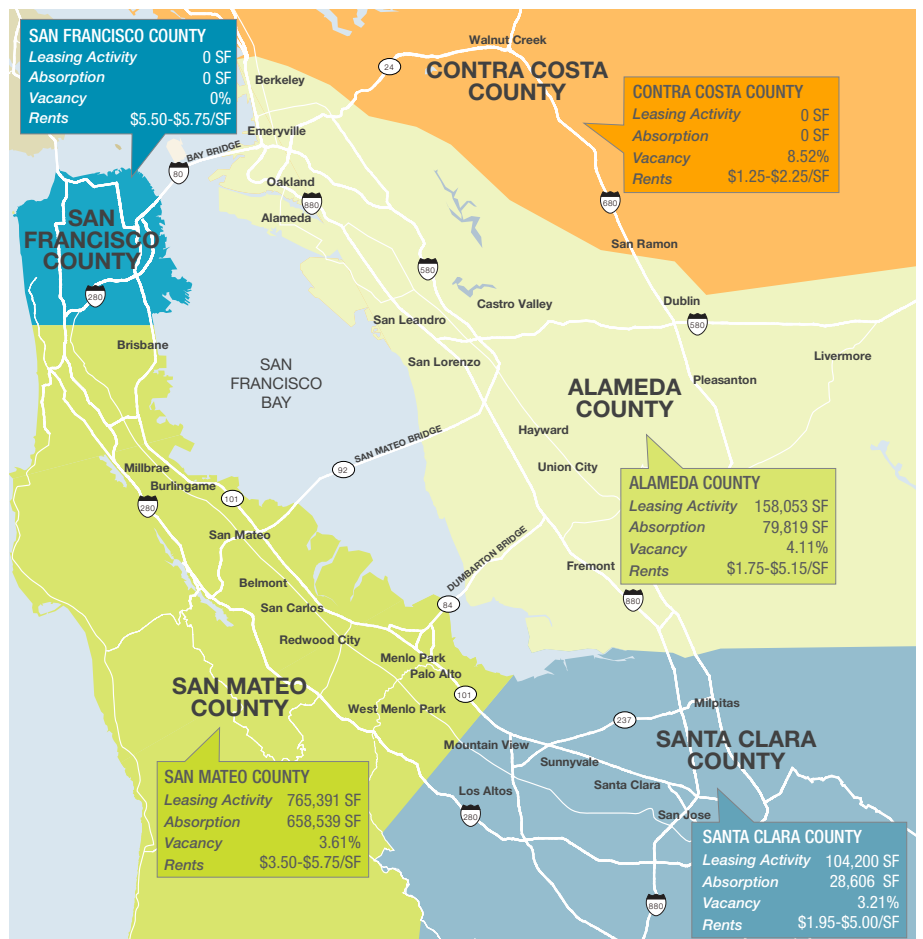 SAN FRANCISCO COUNTY
Leasing Activity 0 SF
Absorption 0 SF
Vacancy 0%
Rents $5.50-$5.75/SF
Walnut Creek
24
CONTRA COSTA
COUNTY
Berkeley
CONTRA COSTA COUNTY
Leasing Activity 0 SF
Absorption 0 SF
Vacancy 8.52%
Rents $1.25-$2.25/SF
Emeryville
BAY BRIDGE
80
Oakland
880
Alameda
680
SAN
FRANCISCO
COUNTY
San Ramon
580
280
Castro Valley
Dublin
San Leandro
580
Brisbane
San Lorenzo
Livermore
SAN
FRANCISCO
BAY
Pleasanton
ALAMEDA
COUNTY
Hayward
SAN MATEO BRIDGE
92
Union City
Millbrae
Burlingame
101
280
ALAMEDA COUNTY
Leasing Activity 158,053 SF
Absorption 79,819 SF
Vacancy 4.11%
Rents $1.75-$5.15/SF
San Mateo
DUMBARTON BRIDGE
Fremont
Belmont
84
880
San Carlos
Redwood City
Menlo Park
Palo Alto
SAN MATEO
COUNTY
101
West Menlo Park
Milpitas
237
Mountain View
SANTA CLARA
COUNTY
Sunnyvale
SAN MATEO COUNTY
Leasing Activity 765,391 SF
Absorption 658,539 SF
Vacancy 3.61%
Rents $3.50-$5.75/SF
Santa Clara
Los Altos
280
San Jose
SANTA CLARA COUNTY
Leasing Activity 104,200 SF
Absorption 28,606 SF
Vacancy 3.21%
Rents $1.95-$5.00/SF
880